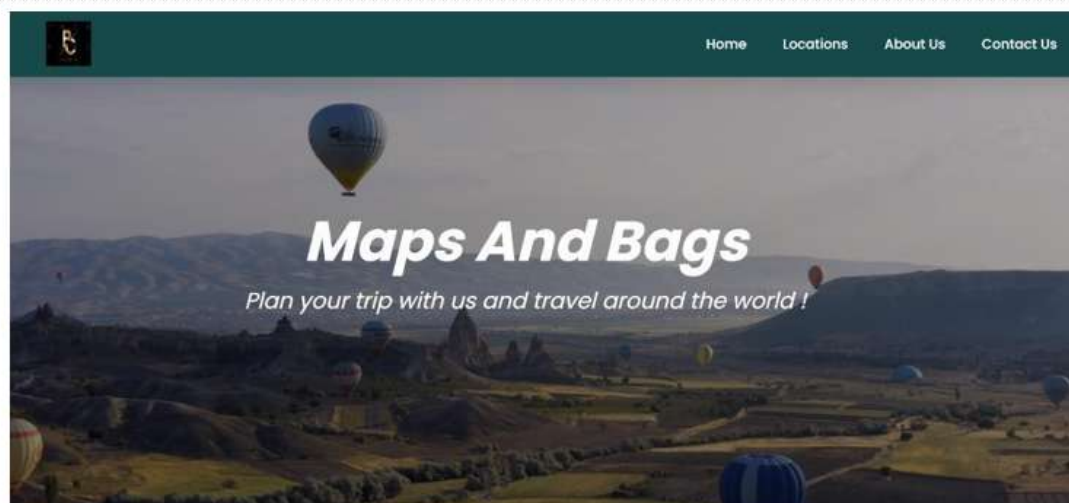 Home Locations About Us Contact Us
Maps And Bags
Plan your trip with us and travel around the world !